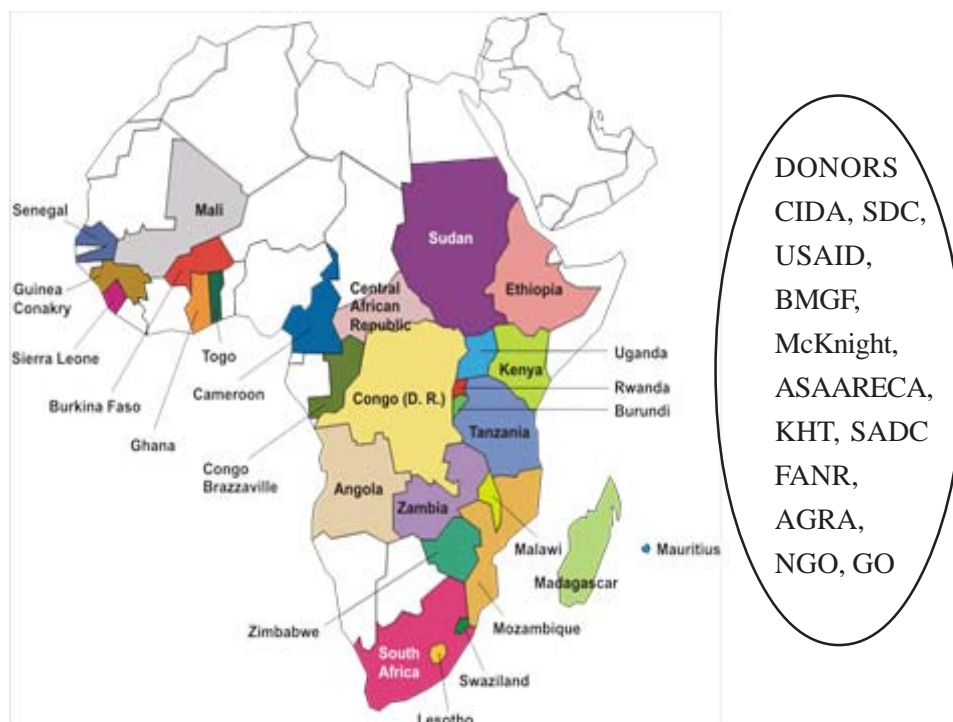 Senegal
Mali
Guinea
Conakry
Sierra Leone
Burkina Faso
Ghana
Togo
Cameroon
Central
African
Republic
Sudan
Ethiopia
Uganda
Kenya
Rwanda
Burundi
Congo (D. R.)
Tanzania
Congo
Brazzaville
Angola
Zambia
Malawi
Mauritius
Madagascar
Zimbabwe
Mozambique
South
Africa
Swaziland
Lesotho
DONORS
CIDA, SDC,
USAID,
BMGF,
McKnight,
ASAARECA,
KHT, SADC
FANR,
AGRA,
NGO, GO